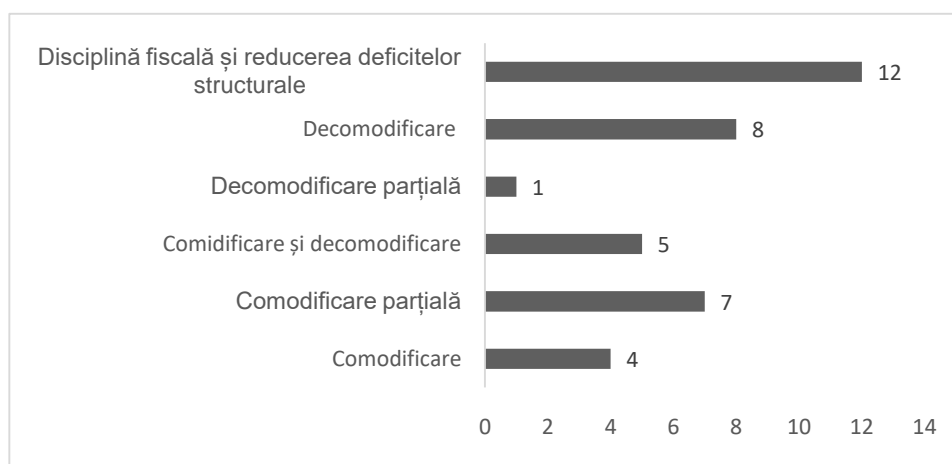 Disciplină fiscală și reducerea deficitelor
structurale
12
Decomodificare
8
Decomodificare parțială
1
Comidificare și decomodificare
5
Comodificare parțială
7
Comodificare
4
0 2 4 6 8 10 12 14